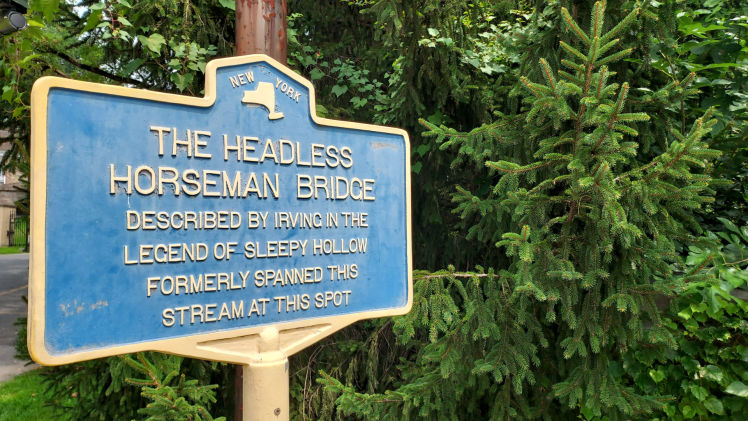 NEW YORK
THE HEADLESS
HORSEMAN BRIDGE
DESCRIBED BY IRVING IN THE
LEGEND OF SLEEPY HOLLOW
FORMERLY SPANNED THIS
STREAM AT THIS SPOT